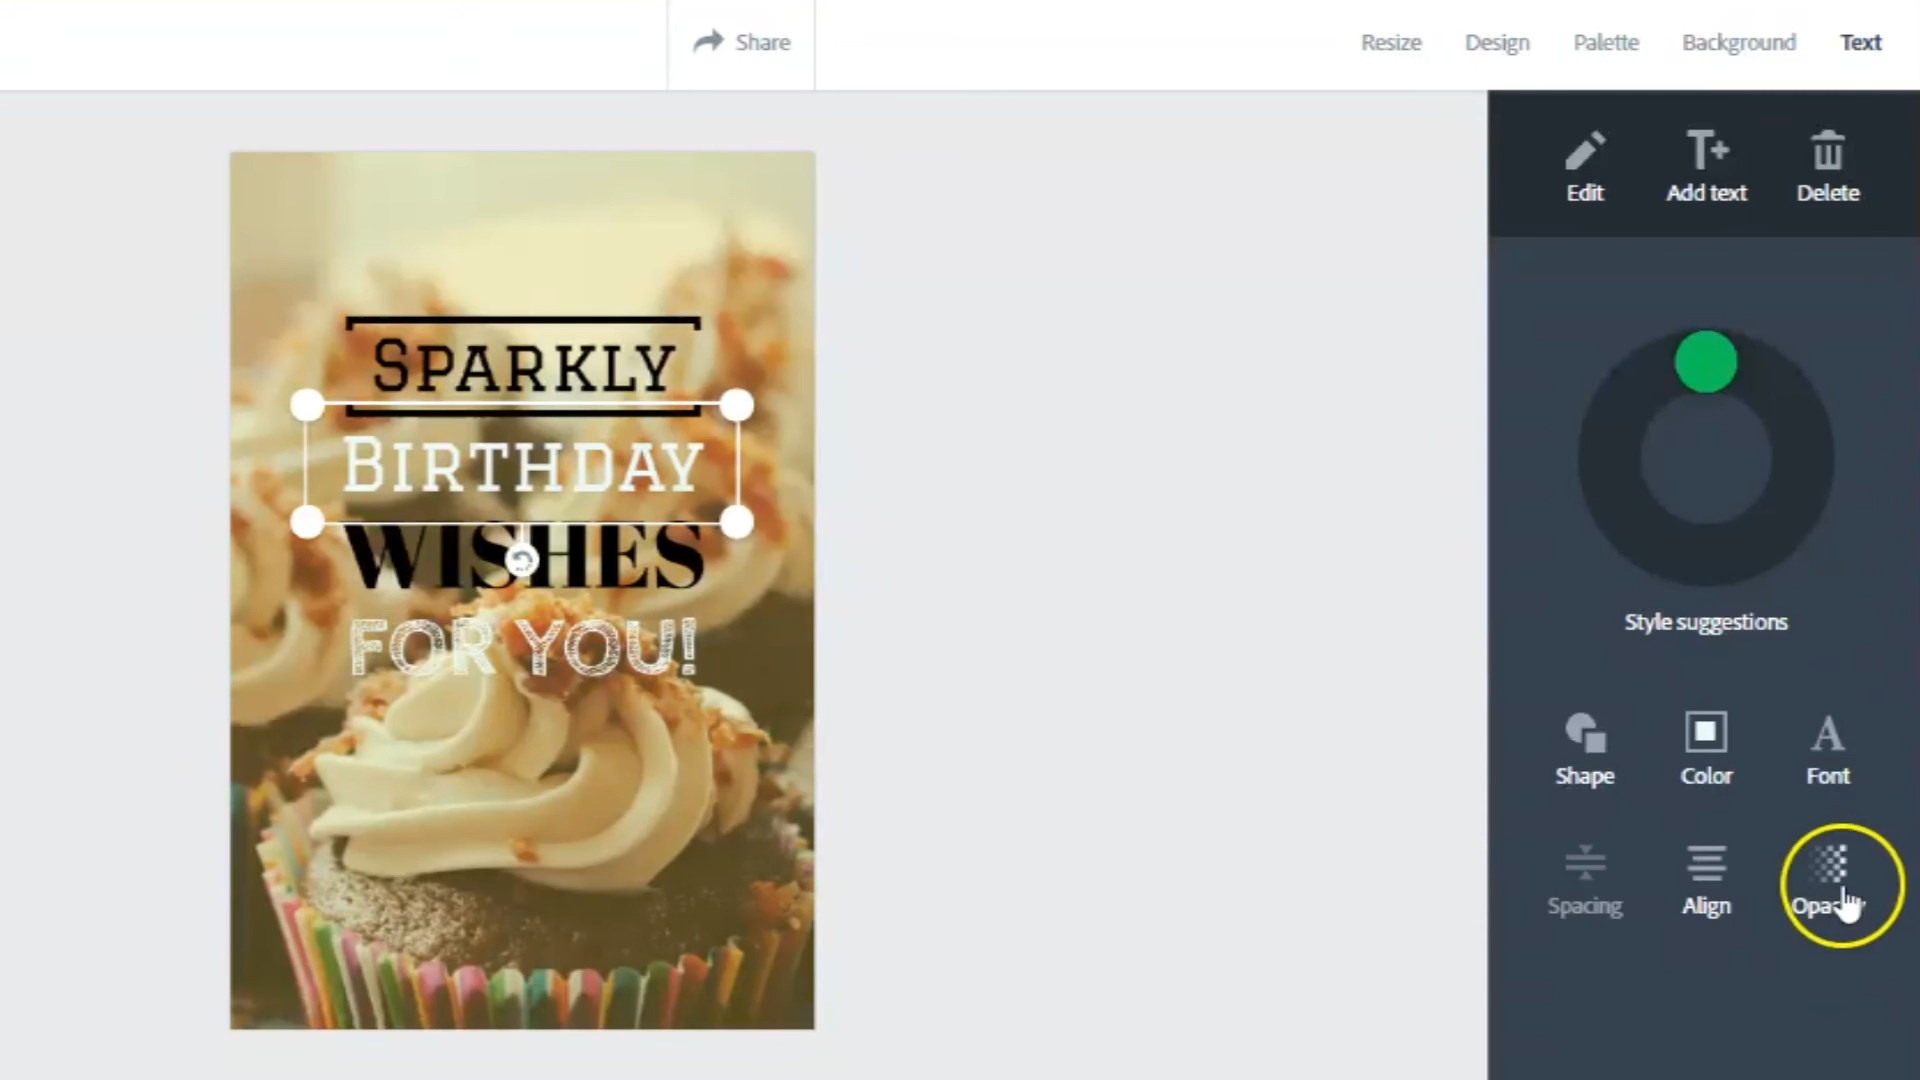 Share
Resize Design Palette Background Text
Edit Add text Delete
SPARKLY
BIRTHDAY
WISHES
FOR YOU!
Style suggestions
Shape Color Font
Spacing Align